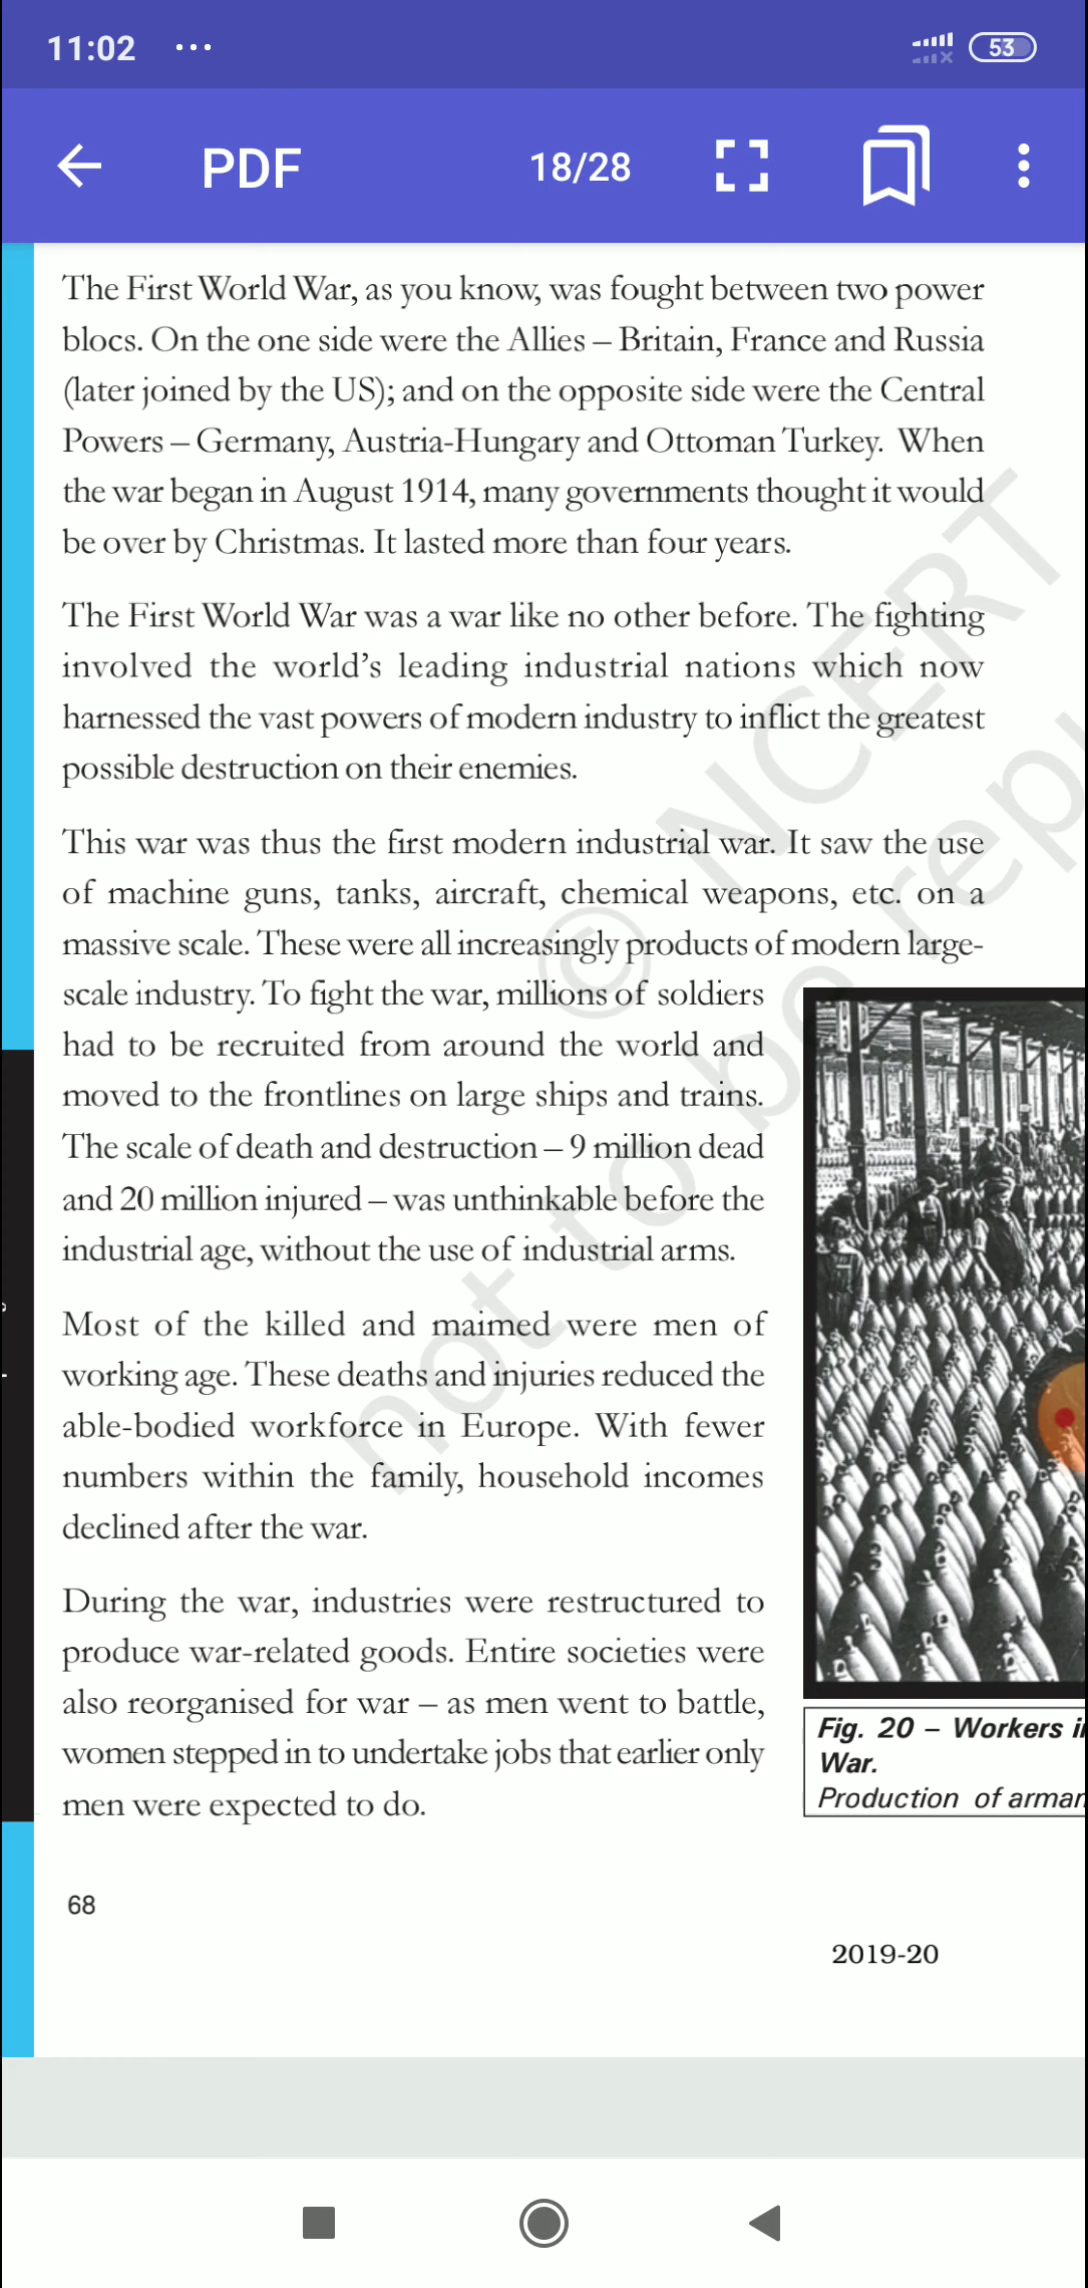 11:02 ...
53
PDF
18/28
The First World War, as you know, was fought between two power
blocs. On the one side were the Allies – Britain, France and Russia
(later joined by the US); and on the opposite side were the Central
Powers – Germany, Austria-Hungary and Ottoman Turkey. When
the war began in August 1914, many governments thought it would
be over by Christmas. It lasted more than four years.
The First World War was a war like no other before. The fighting
involved the world’s leading industrial nations which now
harnessed the vast powers of modern industry to inflict the greatest
possible destruction on their enemies.
This war was thus the first modern industrial war. It saw the use
of machine guns, tanks, aircraft, chemical weapons, etc. on a
massive scale. These were all increasingly products of modern large-
scale industry. To fight the war, millions of soldiers
had to be recruited from around the world and
moved to the frontlines on large ships and trains.
The scale of death and destruction – 9 million dead
and 20 million injured – was unthinkable before the
industrial age, without the use of industrial arms.
Most of the killed and maimed were men of
working age. These deaths and injuries reduced the
able-bodied workforce in Europe. With fewer
numbers within the family, household incomes
declined after the war.
During the war, industries were restructured to
produce war-related goods. Entire societies were
also reorganised for war – as men went to battle,
women stepped in to undertake jobs that earlier only
men were expected to do.
Fig. 20 – Workers
War.
Production of
68
2019-20
© NCERT
not to be